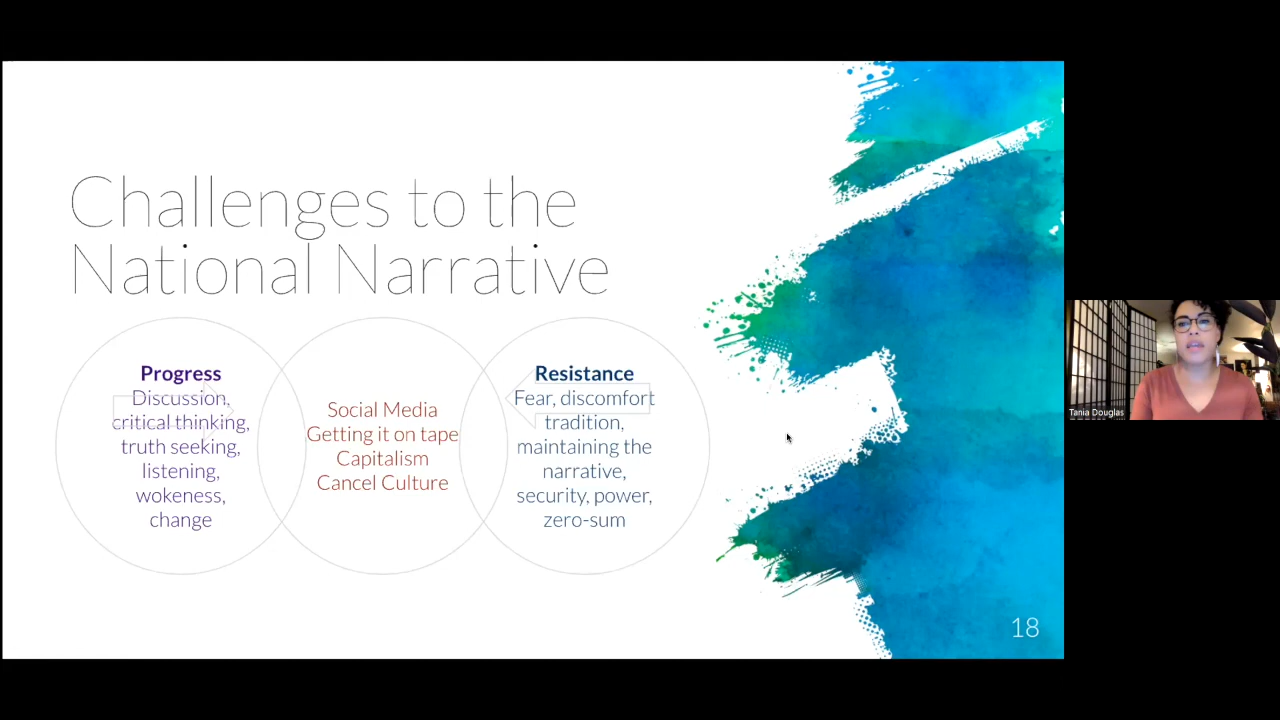 Challenges to the
National Narrative
Progress
Discussion,
critical thinking,
truth seeking,
listening,
wokeness,
change
Social Media
Getting it on tape
Capitalism
Cancel Culture
Resistance
Fear, discomfort
tradition,
maintaining the
narrative,
security, power,
zero-sum
18
Tania Douglas